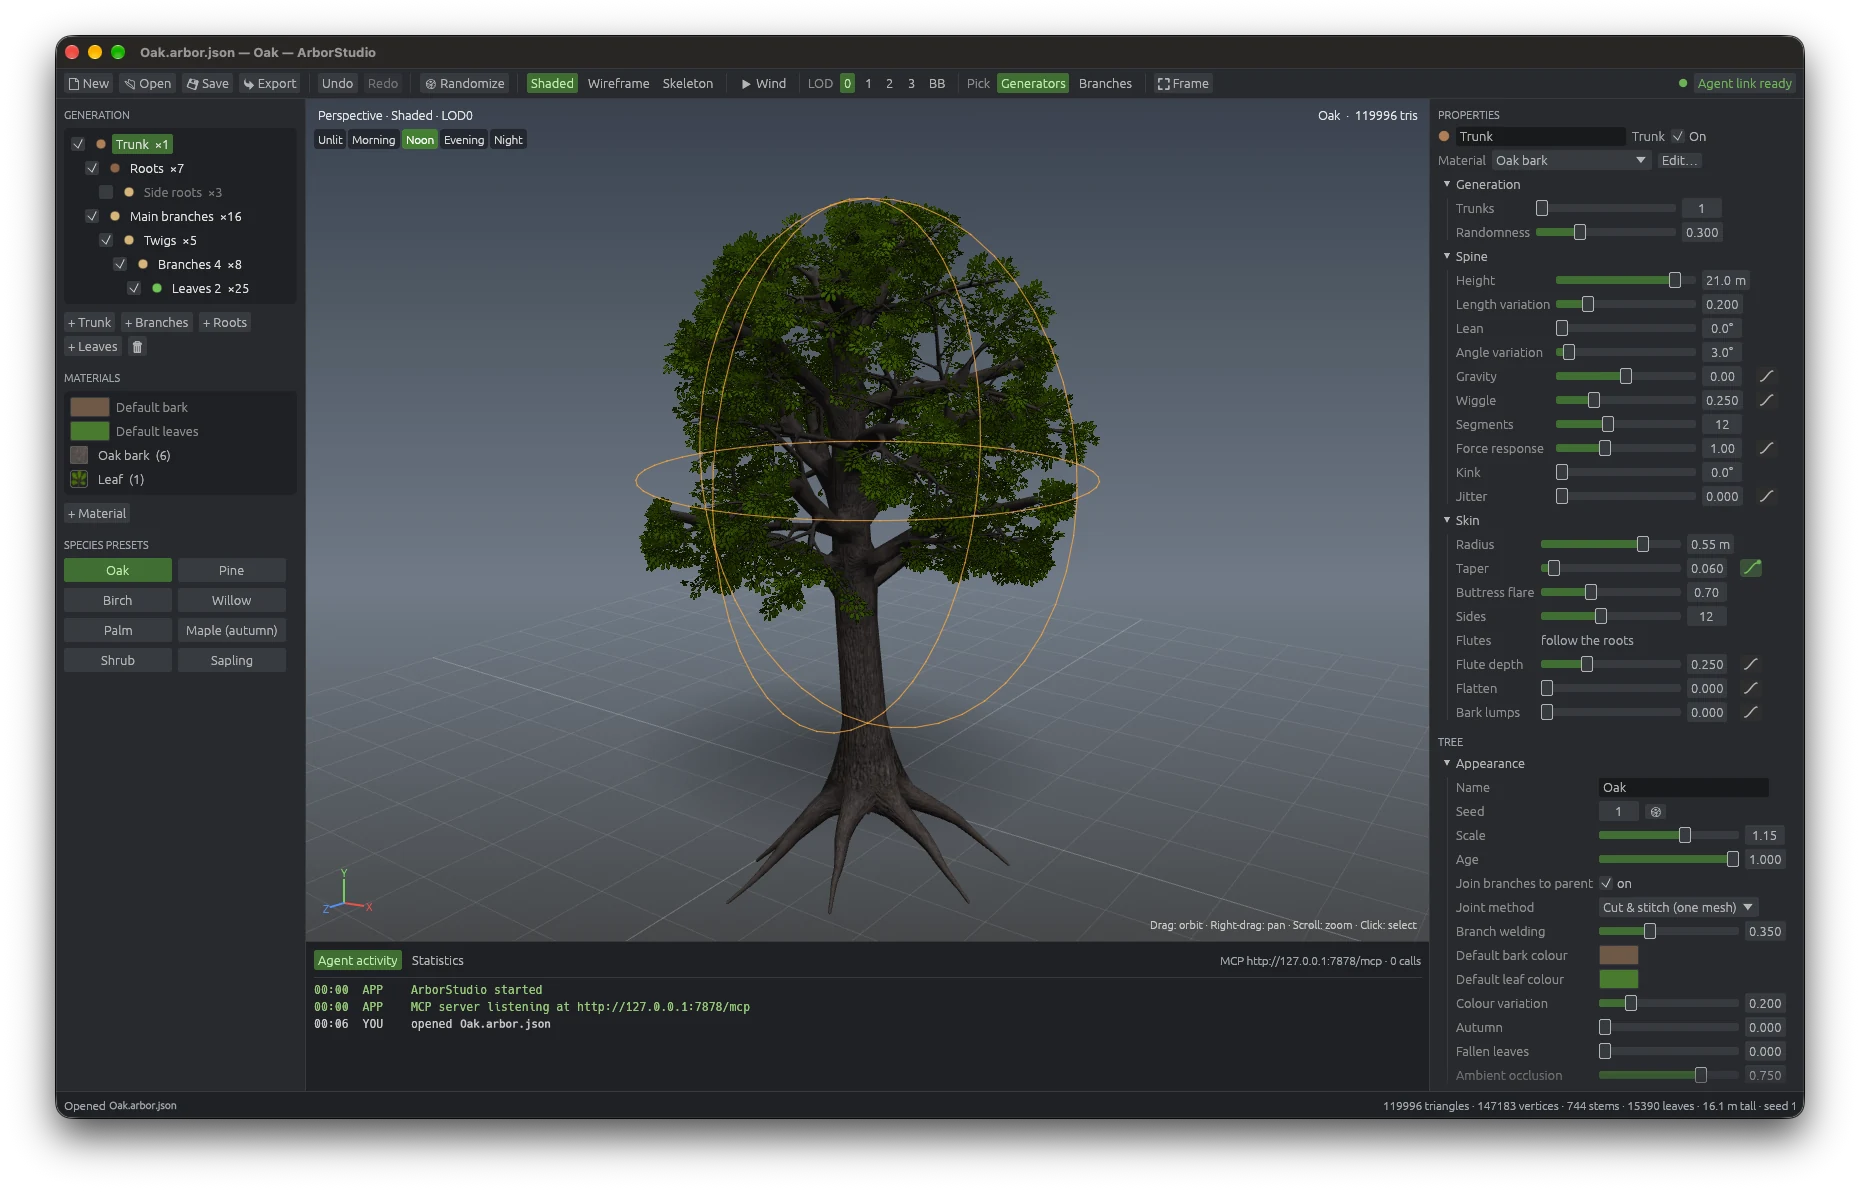 Oak.arbor.json — Oak — ArborStudio
New Open Save Export Undo Redo Randomize Shaded Wireframe Skeleton Wind LOD 0 1 2 3 BB Pick Generators Branches Frame Agent link ready
GENERATION
Trunk ×1
Roots ×7
Side roots ×3
Main branches ×16
Twigs ×5
Branches 4 ×8
Leaves 2 ×25
+ Trunk + Branches + Roots
+ Leaves
MATERIALS
Default bark
Default leaves
Oak bark (6)
Leaf (1)
+ Material
SPECIES PRESETS
Oak Pine
Birch Willow
Palm Maple (autumn)
Shrub Sapling
Perspective · Shaded · LOD0
Oak · 119996 tris
Unlit Morning Noon Evening Night
Y
Z X
Drag: orbit · Right-drag: pan · Scroll: zoom · Click: select
Agent activity Statistics
MCP http://127.0.0.1:7878/mcp · 0 calls
00:00 APP ArborStudio started
00:00 APP MCP server listening at http://127.0.0.1:7878/mcp
00:06 YOU opened Oak.arbor.json
PROPERTIES
Trunk Trunk On
Material Oak bark Edit…
Generation
Trunks 1
Randomness 0.300
Spine
Height 21.0 m
Length variation 0.200
Lean 0.0°
Angle variation 3.0°
Gravity 0.00
Wiggle 0.250
Segments 12
Force response 1.00
Kink 0.0°
Jitter 0.000
Skin
Radius 0.55 m
Taper 0.060
Buttress flare 0.70
Sides 12
Flutes follow the roots
Flute depth 0.250
Flatten 0.000
Bark lumps 0.000
TREE
Appearance
Name Oak
Seed 1
Scale 1.15
Age 1.000
Join branches to parent on
Joint method Cut & stitch (one mesh)
Branch welding 0.350
Default bark colour
Default leaf colour
Colour variation 0.200
Autumn 0.000
Fallen leaves 0.000
Ambient occlusion 0.750
Opened Oak.arbor.json
119996 triangles · 147183 vertices · 744 stems · 15390 leaves · 16.1 m tall · seed 1